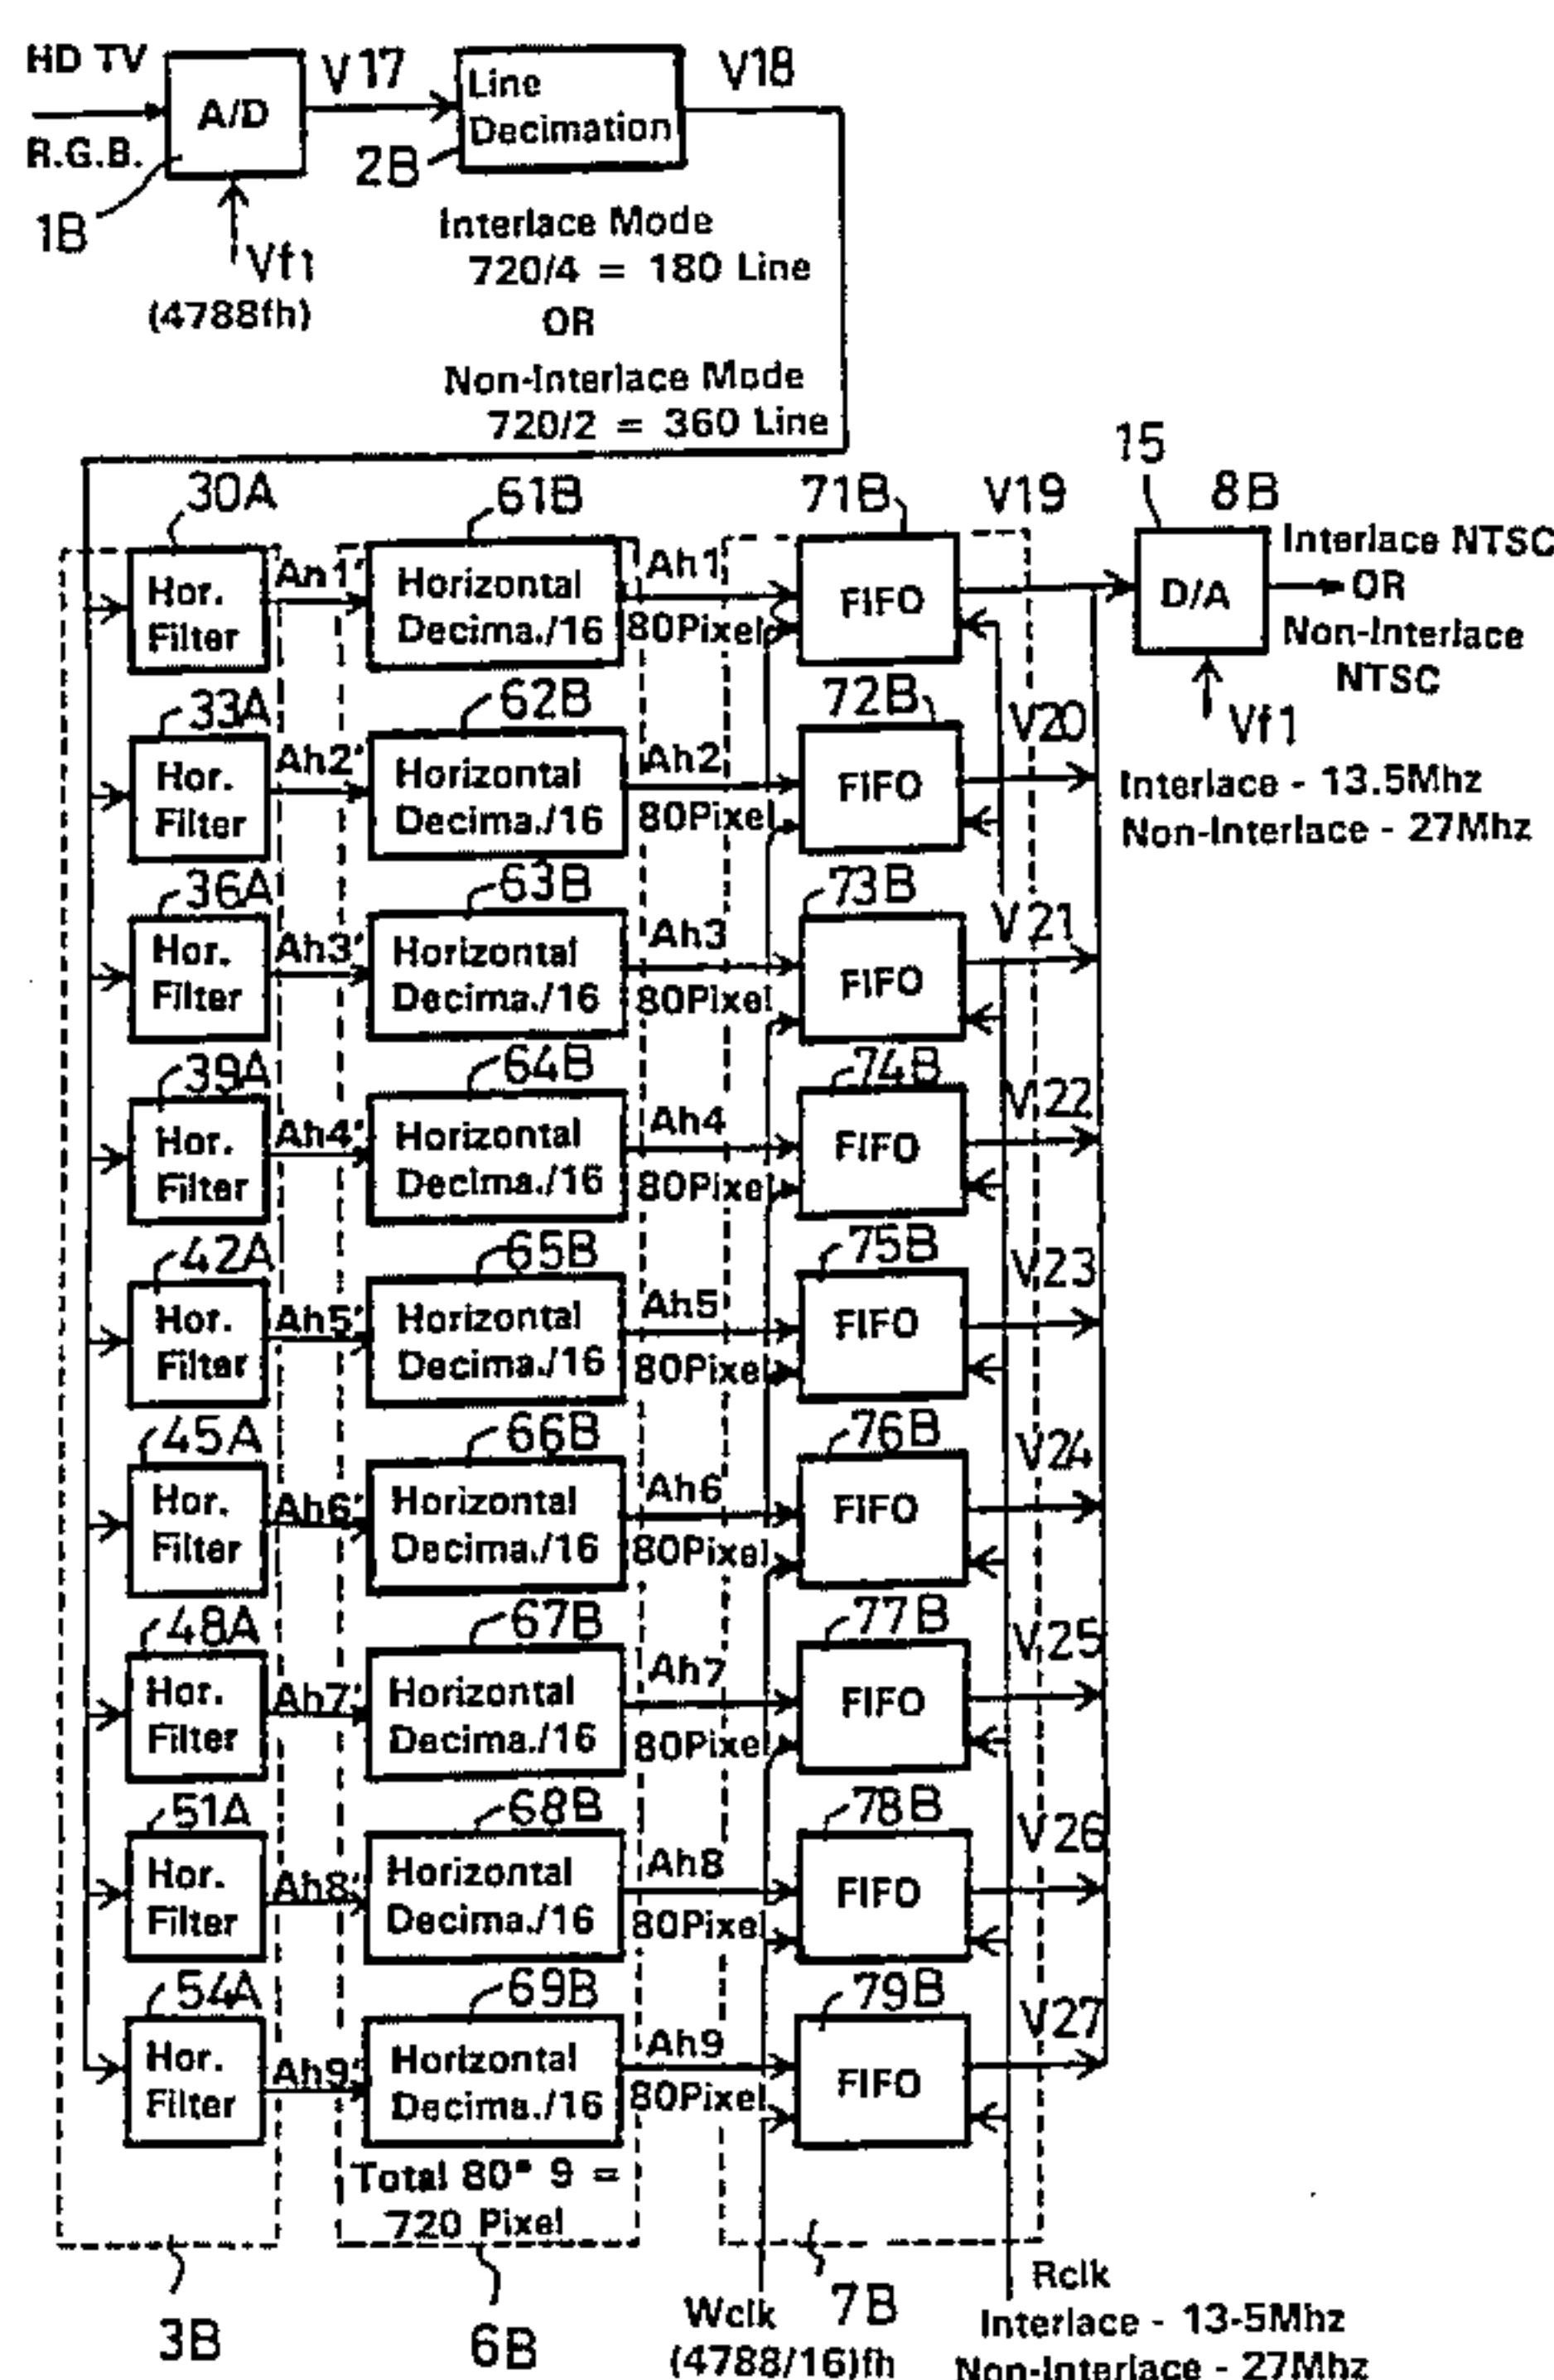 HD TV
R.G.B.
A/D
V17
Line
Decimation
V18
1B
2B
Vf1
(4788fh)
Interlace Mode
720/4 = 180 Line
OR
Non-Interlace Mode
720/2 = 360 Line
30A
Hor.
Filter
An1'
61B
Horizontal
Decima./16
Ah1
80Pixel
71B
FIFO
V19
15
8B
D/A
Interlace NTSC
OR
Non-Interlace
NTSC
Vf1
Interlace - 13.5Mhz
Non-Interlace - 27Mhz
33A
Hor.
Filter
Ah2'
62B
Horizontal
Decima./16
Ah2
80Pixel
72B
FIFO
V20
36A
Hor.
Filter
Ah3'
63B
Horizontal
Decima./16
Ah3
80Pixel
73B
FIFO
V21
39A
Hor.
Filter
Ah4'
64B
Horizontal
Decima./16
Ah4
80Pixel
74B
FIFO
V22
42A
Hor.
Filter
Ah5'
65B
Horizontal
Decima./16
Ah5
80Pixel
75B
FIFO
V23
45A
Hor.
Filter
Ah6'
66B
Horizontal
Decima./16
Ah6
80Pixel
76B
FIFO
V24
48A
Hor.
Filter
Ah7'
67B
Horizontal
Decima./16
Ah7
80Pixel
77B
FIFO
V25
51A
Hor.
Filter
Ah8'
68B
Horizontal
Decima./16
Ah8
80Pixel
78B
FIFO
V26
54A
Hor.
Filter
Ah9'
69B
Horizontal
Decima./16
Ah9
80Pixel
79B
FIFO
V27
Total 80* 9 =
720 Pixel
3B
6B
7B
Wclk
(4788/16)fh
Rclk
Interlace - 13-5Mhz
Non-Interlace - 27Mhz